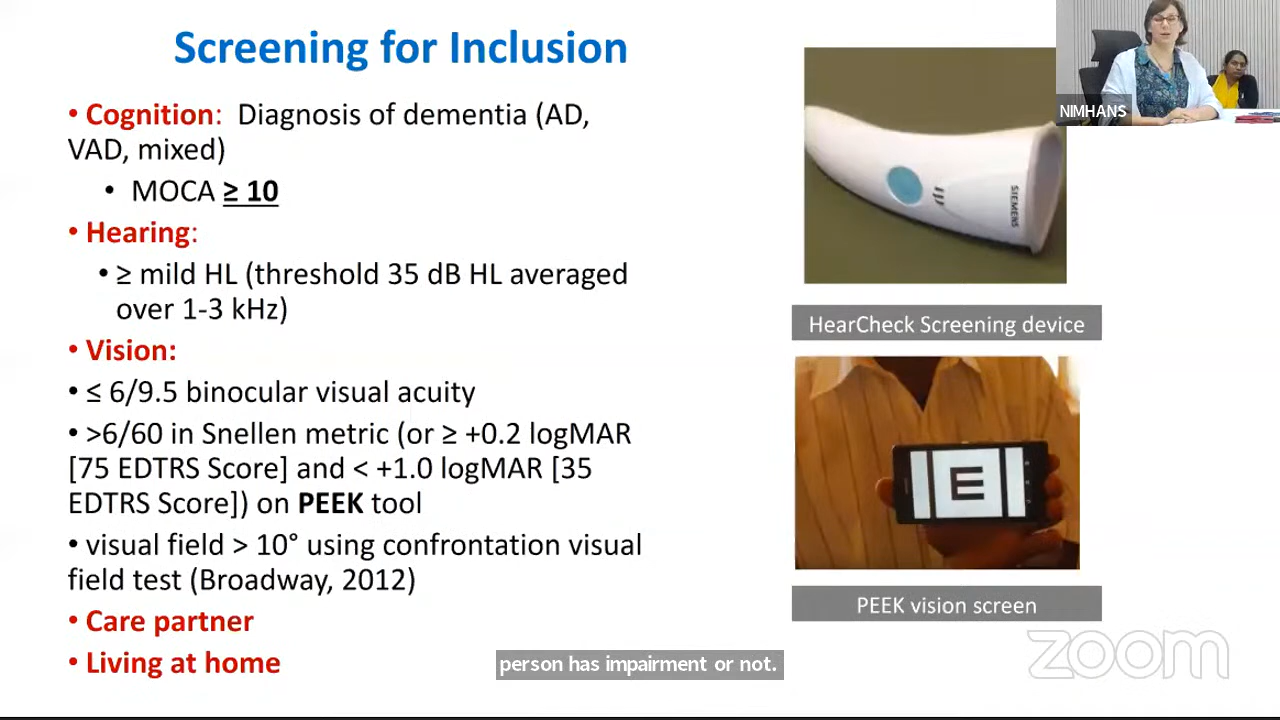 Screening for Inclusion
• Cognition: Diagnosis of dementia (AD,
VAD, mixed)
• MOCA ≥ 10
• Hearing:
• ≥ mild HL (threshold 35 dB HL averaged
over 1-3 kHz)
• Vision:
• ≤ 6/9.5 binocular visual acuity
• >6/60 in Snellen metric (or ≥ +0.2 logMAR
[75 EDTRS Score] and < +1.0 logMAR [35
EDTRS Score]) on PEEK tool
• visual field > 10° using confrontation visual
field test (Broadway, 2012)
• Care partner
• Living at home
SIEMENS
HearCheck Screening device
E
PEEK vision screen
NIMHANS
person has impairment or not.
zoom